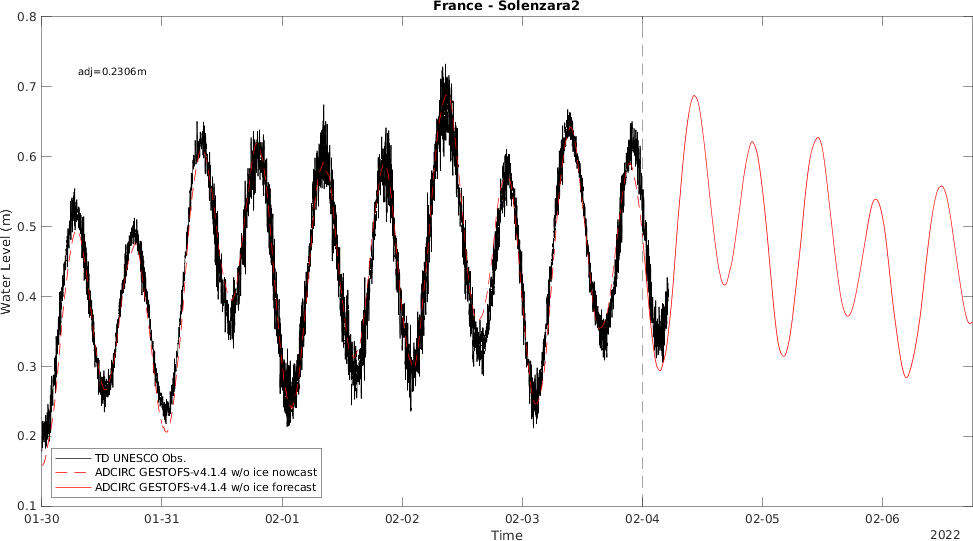 France - Solenzara2
0.8
0.7
0.6
0.5
0.4
0.3
0.2
0.1
Water Level (m)
adj=0.2306m
TD UNESCO Obs.
ADCIRC GESTOFS-v4.1.4 w/o ice nowcast
ADCIRC GESTOFS-v4.1.4 w/o ice forecast
01-30 01-31 02-01 02-02 02-03 02-04 02-05 02-06
Time
2022